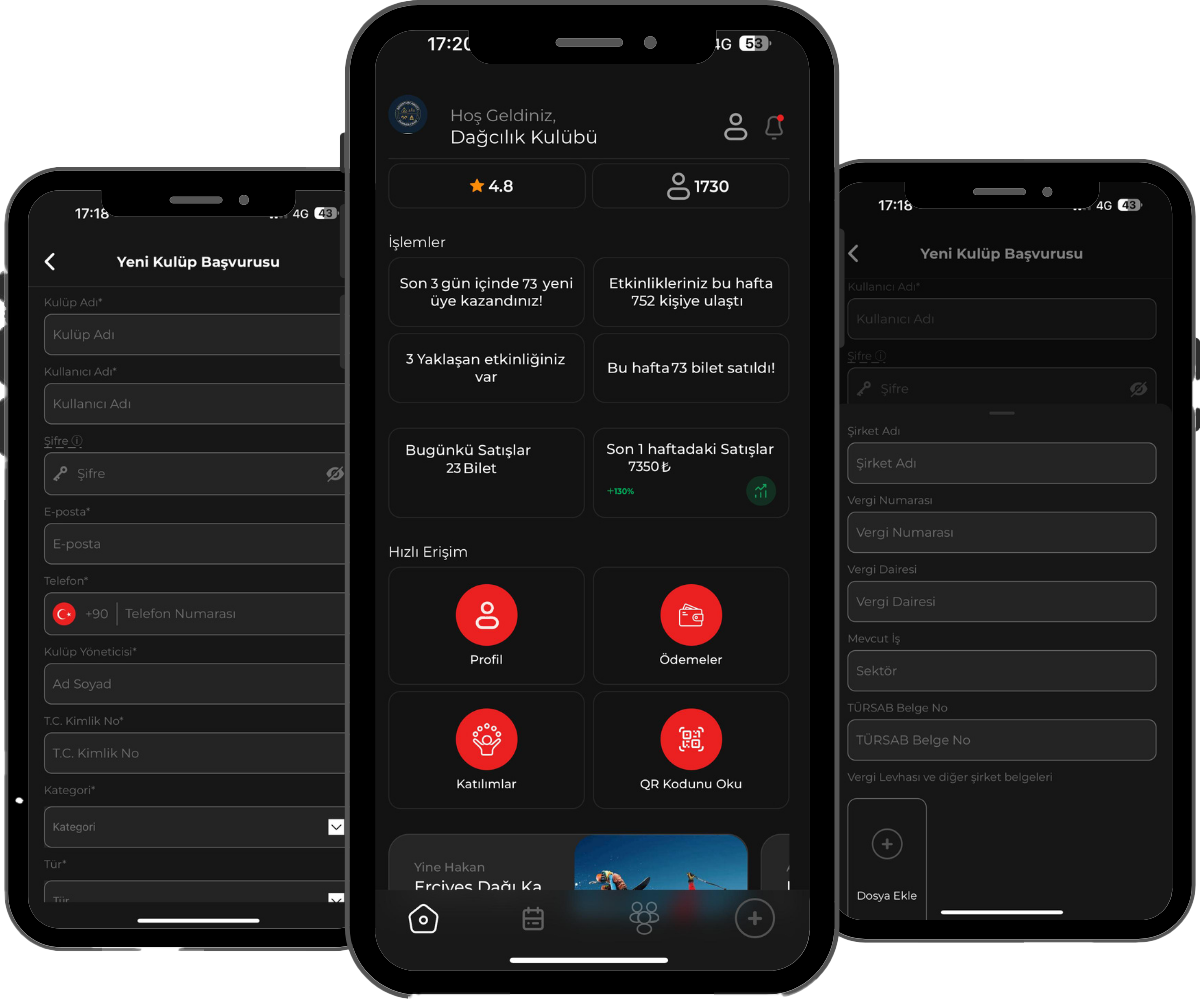 17:18
4G 43
Yeni Kulüp Başvurusu
Kulüp Adı*
Kulüp Adı
Kullanıcı Adı*
Kullanıcı Adı
Şifre
Şifre
E-posta*
E-posta
Telefon*
+90 Telefon Numarası
Kulüp Yöneticisi*
Ad Soyad
T.C. Kimlik No*
T.C. Kimlik No
Kategori*
Kategori
Tür*
Tür
17:20
4G 53
Hoş Geldiniz,
Dağcılık Kulübü
4.8
1730
İşlemler
Son 3 gün içinde 73 yeni
üye kazandınız!
Etkinlikleriniz bu hafta
752 kişiye ulaştı
3 Yaklaşan etkinliğiniz
var
Bu hafta 73 bilet satıldı!
Bugünkü Satışlar
23 Bilet
Son 1 haftadaki Satışlar
7350 ₺
+130%
Hızlı Erişim
Profil
Ödemeler
Katılımlar
QR Kodunu Oku
Yine Hakan
Erciyes Dağı Ka
17:18
4G 43
Yeni Kulüp Başvurusu
Kullanıcı Adı*
Kullanıcı Adı
Şifre
Şifre
Şirket Adı
Şirket Adı
Vergi Numarası
Vergi Numarası
Vergi Dairesi
Vergi Dairesi
Mevcut İş
Sektör
TÜRSAB Belge No
TÜRSAB Belge No
Vergi Levhası ve diğer şirket belgeleri
Dosya Ekle